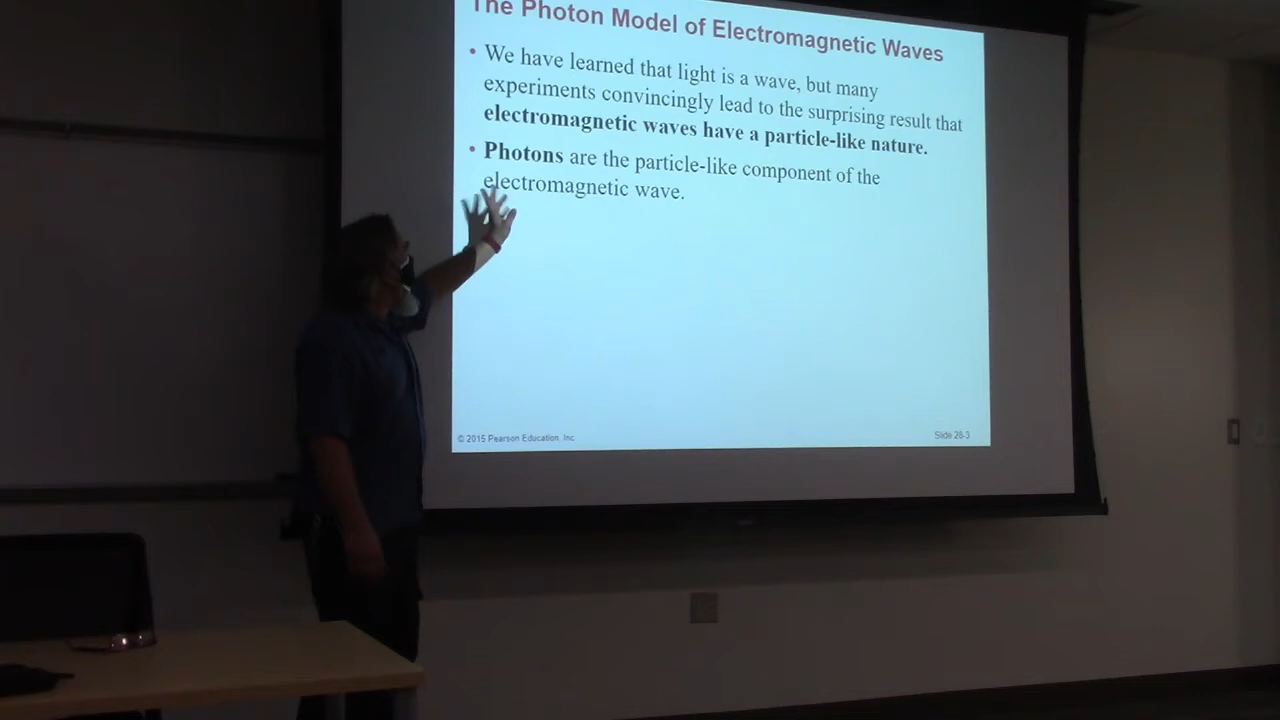 The Photon Model of Electromagnetic Waves
• We have learned that light is a wave, but many
experiments convincingly lead to the surprising result that
electromagnetic waves have a particle-like nature.
• Photons are the particle-like component of the
electromagnetic wave.
© 2015 Pearson Education, Inc.
Slide 28-3